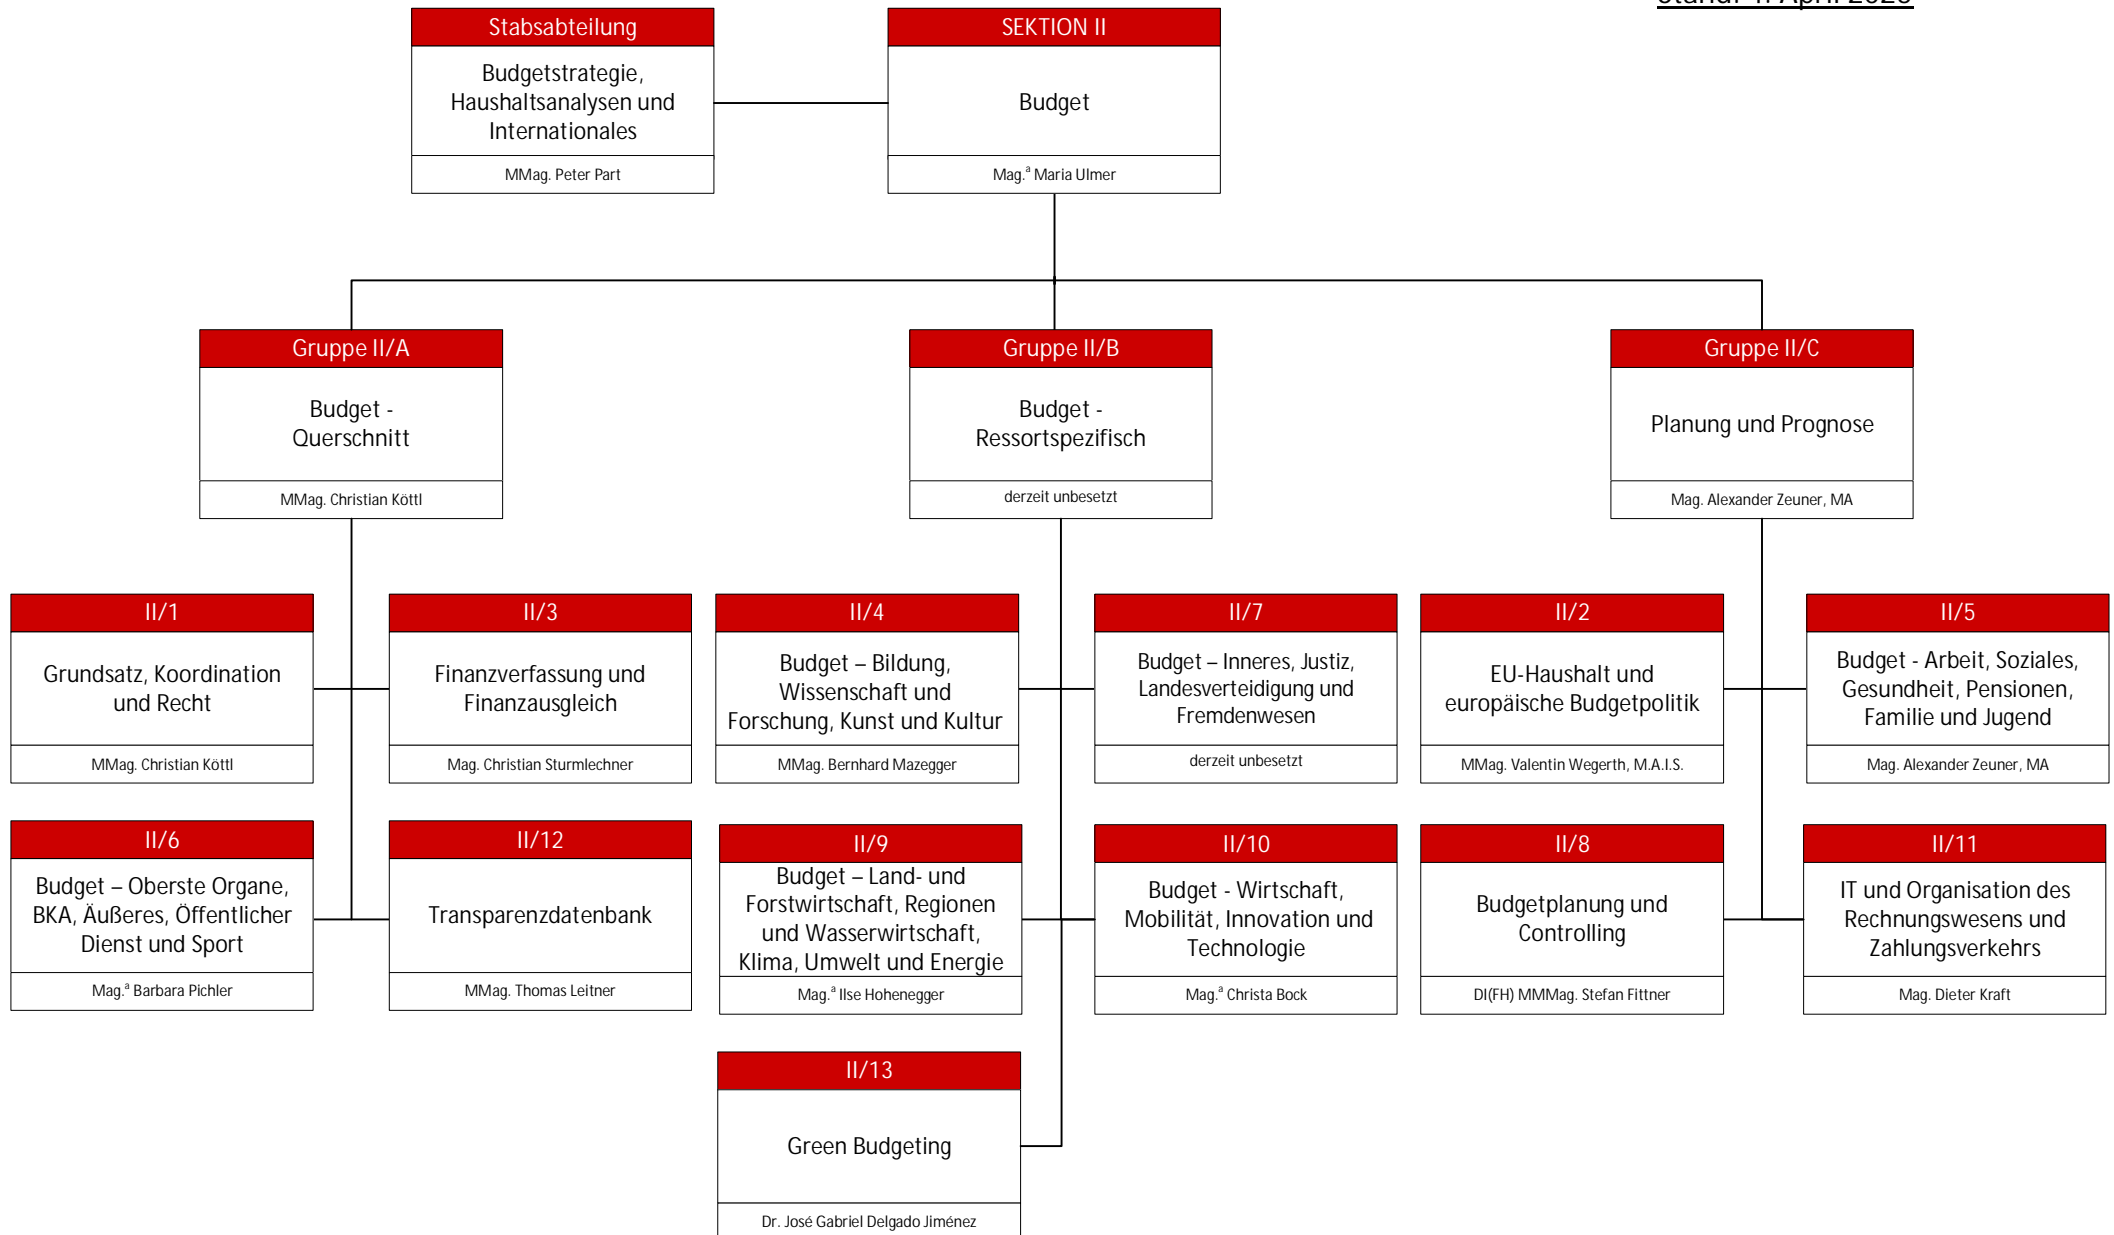 Stabsabteilung
Budgetstrategie,
Haushaltsanalysen und
Internationales
MMag. Peter Part
SEKTION II
Budget
Mag.ª Maria Ulmer
Gruppe II/A
Budget -
Querschnitt
MMag. Christian Köttl
Gruppe II/B
Budget -
Ressortspezifisch
derzeit unbesetzt
Gruppe II/C
Planung und Prognose
Mag. Alexander Zeuner, MA
II/1
Grundsatz, Koordination
und Recht
MMag. Christian Köttl
II/3
Finanzverfassung und
Finanzausgleich
Mag. Christian Sturmlechner
II/4
Budget – Bildung,
Wissenschaft und
Forschung, Kunst und Kultur
MMag. Bernhard Mazegger
II/7
Budget – Inneres, Justiz,
Landesverteidigung und
Fremdenwesen
derzeit unbesetzt
II/2
EU-Haushalt und
europäische Budgetpolitik
MMag. Valentin Wegerth, M.A.I.S.
II/5
Budget - Arbeit, Soziales,
Gesundheit, Pensionen,
Familie und Jugend
Mag. Alexander Zeuner, MA
II/6
Budget – Oberste Organe,
BKA, Äußeres, Öffentlicher
Dienst und Sport
Mag.ª Barbara Pichler
II/12
Transparenzdatenbank
MMag. Thomas Leitner
II/9
Budget – Land- und
Forstwirtschaft, Regionen
und Wasserwirtschaft,
Klima, Umwelt und Energie
Mag.ª Ilse Hohenegger
II/10
Budget - Wirtschaft,
Mobilität, Innovation und
Technologie
Mag.ª Christa Bock
II/8
Budgetplanung und
Controlling
DI(FH) MMMag. Stefan Fittner
II/11
IT und Organisation des
Rechnungswesens und
Zahlungsverkehrs
Mag. Dieter Kraft
II/13
Green Budgeting
Dr. José Gabriel Delgado Jiménez